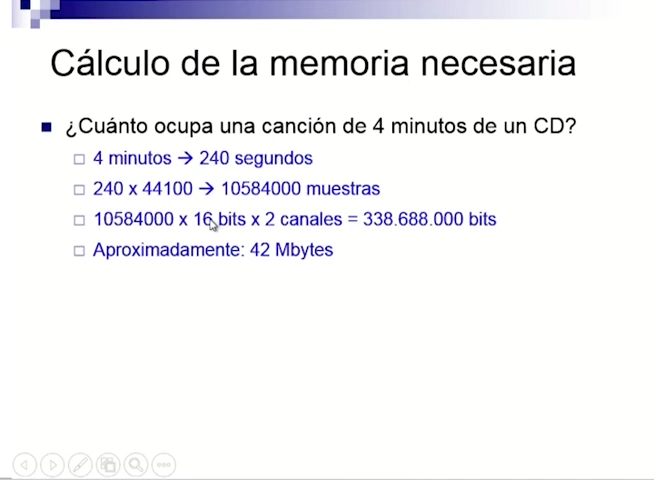 Cálculo de la memoria necesaria
¿Cuánto ocupa una canción de 4 minutos de un CD?
4 minutos → 240 segundos
240 x 44100 → 10584000 muestras
10584000 x 16 bits x 2 canales = 338.688.000 bits
Aproximadamente: 42 Mbytes